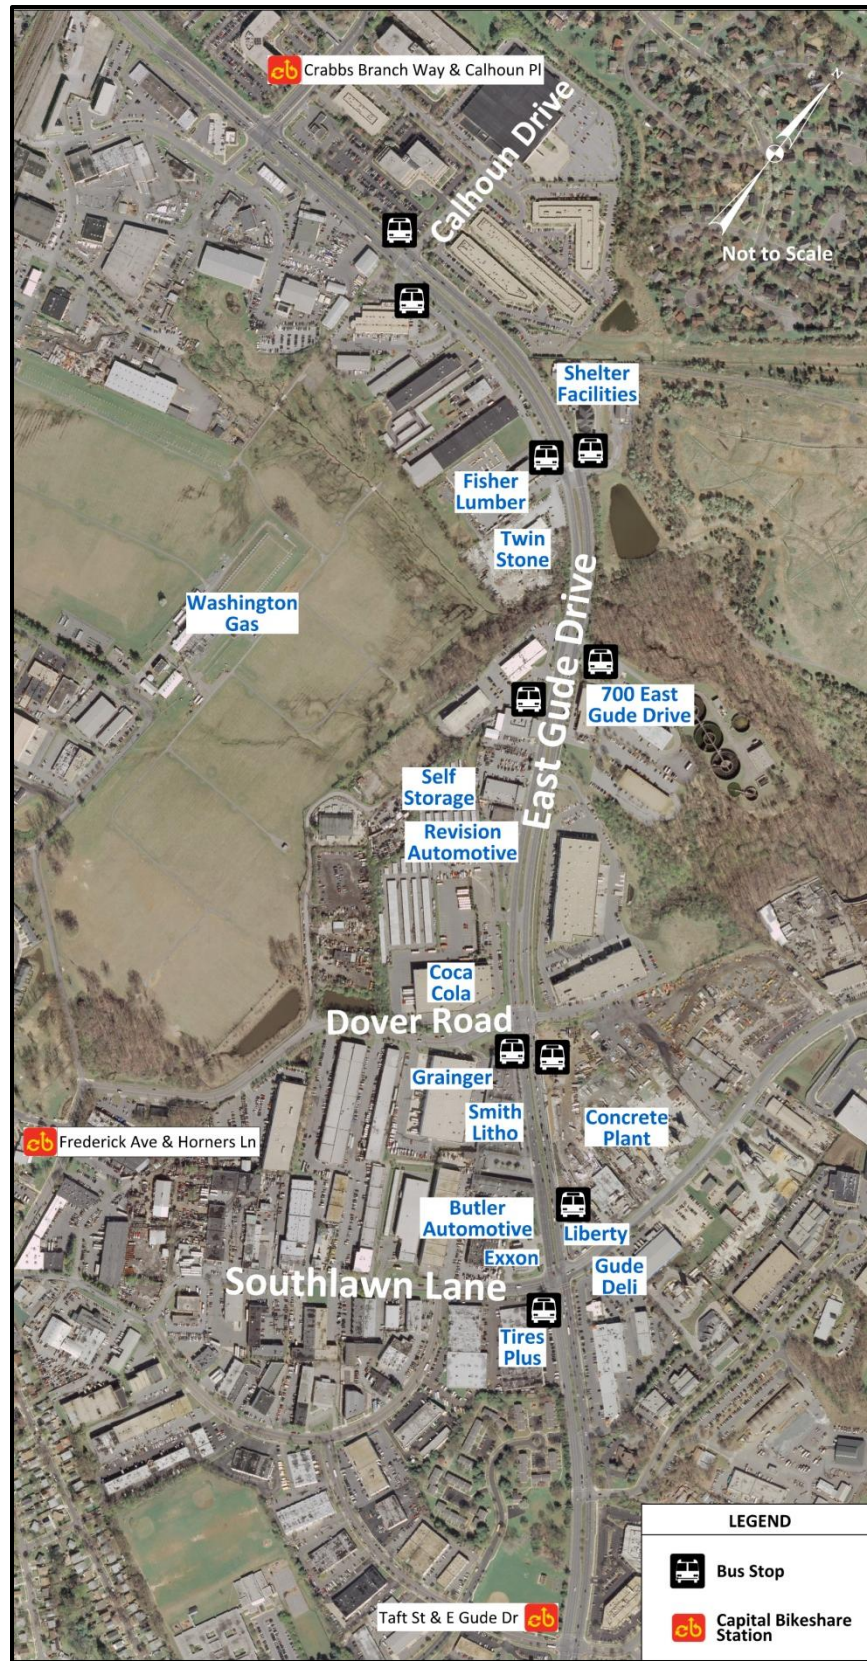 Crabbs Branch Way & Calhoun Pl
Calhoun Drive
N
Not to Scale
Shelter
Facilities
Fisher
Lumber
Twin
Stone
Washington
Gas
East Gude Drive
700 East
Gude Drive
Self
Storage
Revision
Automotive
Coca
Cola
Dover Road
Grainger
Smith
Litho
Concrete
Plant
Frederick Ave & Horners Ln
Butler
Automotive
Liberty
Exxon
Gude
Deli
Southlawn Lane
Tires
Plus
LEGEND
Bus Stop
Capital Bikeshare
Station
Taft St & E Gude Dr